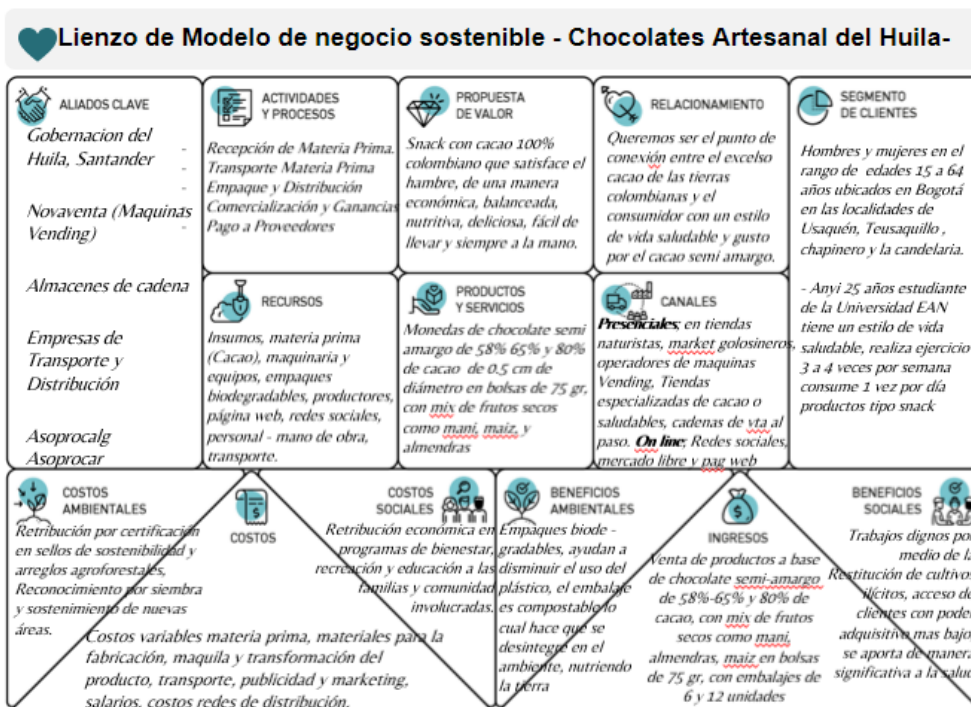 Lienzo de Modelo de negocio sostenible - Chocolates Artesanal del Huila-
ALIADOS CLAVE
Gobernacion del
Huila, Santander -
-
-
Novaventa (Maquinas -
Vending) -
Almacenes de cadena
Empresas de
Transporte y
Distribución
Asoprocalg
Asoprocar
ACTIVIDADES
Y PROCESOS
Recepción de Materia Prima.
Transporte Materia Prima
Empaque y Distribución
Comercialización y Ganancias
Pago a Proveedores
RECURSOS
Insumos, materia prima
(Cacao), maquinaria y
equipos, empaques
biodegradables, productores,
página web, redes sociales,
personal - mano de obra,
transporte.
PROPUESTA
DE VALOR
Snack con cacao 100%
colombiano que satisface el
hambre, de una manera
económica, balanceada,
nutritiva, deliciosa, fácil de
llevar y siempre a la mano.
PRODUCTOS
Y SERVICIOS
Monedas de chocolate semi
amargo de 58% 65% y 80%
de cacao de 0.5 cm de
diámetro en bolsas de 75 gr,
con mix de frutos secos
como mani, maiz, y
almendras
RELACIONAMIENTO
Queremos ser el punto de
conexión entre el excelso
cacao de las tierras
colombianas y el
consumidor con un estilo
de vida saludable y gusto
por el cacao semi amargo.
CANALES
Presenciales; en tiendas
naturistas, market golosineros,
operadores de maquinas
Vending, Tiendas
especializadas de cacao o
saludables, cadenas de vta al
paso. On line; Redes sociales,
mercado libre y pag web
SEGMENTO
DE CLIENTES
Hombres y mujeres en el
rango de edades 15 a 64
años ubicados en Bogotá
en las localidades de
Usaquén, Teusaquillo ,
chapinero y la candelaria.
- Anyi 25 años estudiante
de la Universidad EAN
tiene un estilo de vida
saludable, realiza ejercicio
3 a 4 veces por semana
consume 1 vez por día
productos tipo snack
COSTOS
AMBIENTALES
Retribución por certificación
en sellos de sostenibilidad y
arreglos agroforestales,
Reconocimiento por siembra
y sostenimiento de nuevas
áreas.
COSTOS
Costos variables materia prima, materiales para la
fabricación, maquila y transformación del
producto, transporte, publicidad y marketing,
salarios, costos redes de distribución.
COSTOS
SOCIALES
Retribución económica en
programas de bienestar,
recreación y educación a las
familias y comunidad
involucradas.
BENEFICIOS
AMBIENTALES
Empaques biode -
gradables, ayudan a
disminuir el uso del
plástico, el embalaje
es compostable lo
cual hace que se
desintegre en el
ambiente, nutriendo
la tierra
INGRESOS
Venta de productos a base
de chocolate semi-amargo
de 58%-65% y 80% de
cacao, con mix de frutos
secos como mani,
almendras, maiz en bolsas
de 75 gr, con embalajes de
6 y 12 unidades
BENEFICIOS
SOCIALES
Trabajos dignos por
medio de la
Restitución de cultivos
ilícitos, acceso de
clientes con poder
adquisitivo mas bajo,
se aporta de manera
significativa a la salud